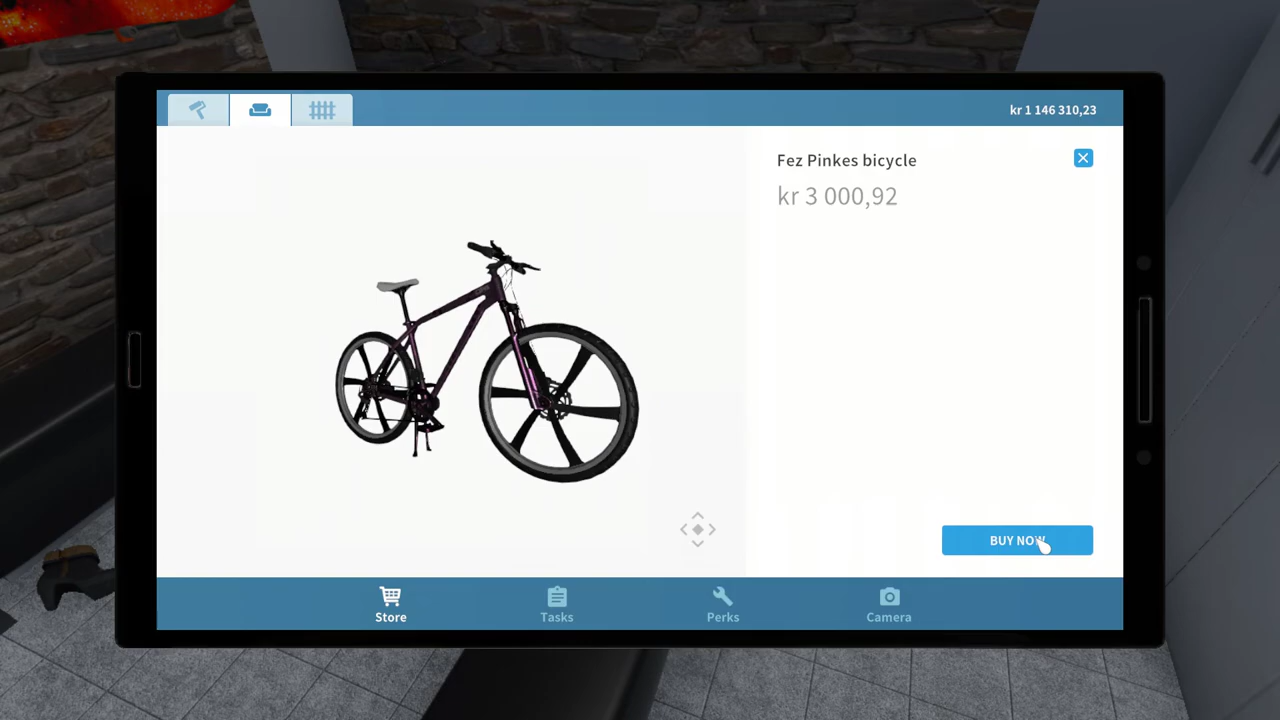 kr 1 146 310,23
Fez Pinkes bicycle
kr 3 000,92
BUY NOW
Store
Tasks
Perks
Camera